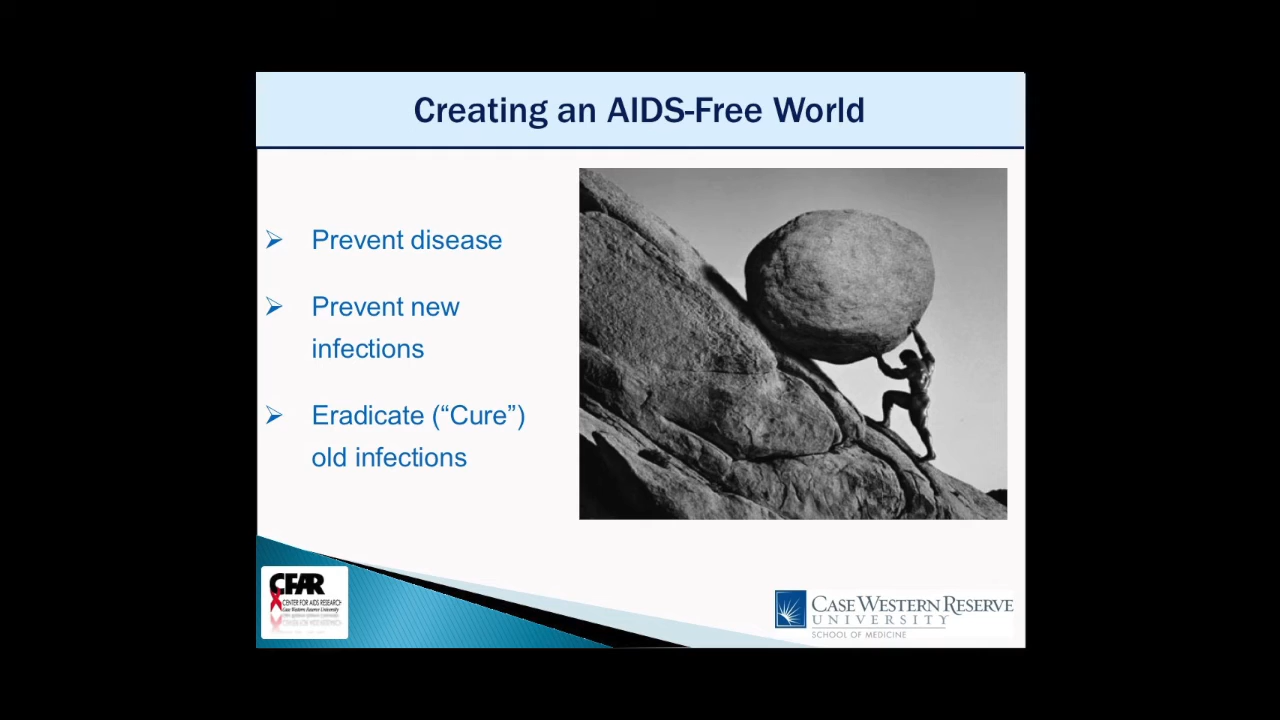 Creating an AIDS-Free World
Prevent disease
Prevent new
infections
Eradicate (“Cure”)
old infections
CFAR
CENTER FOR AIDS RESEARCH
Case Western Reserve University
CASE WESTERN RESERVE
UNIVERSITY
SCHOOL OF MEDICINE